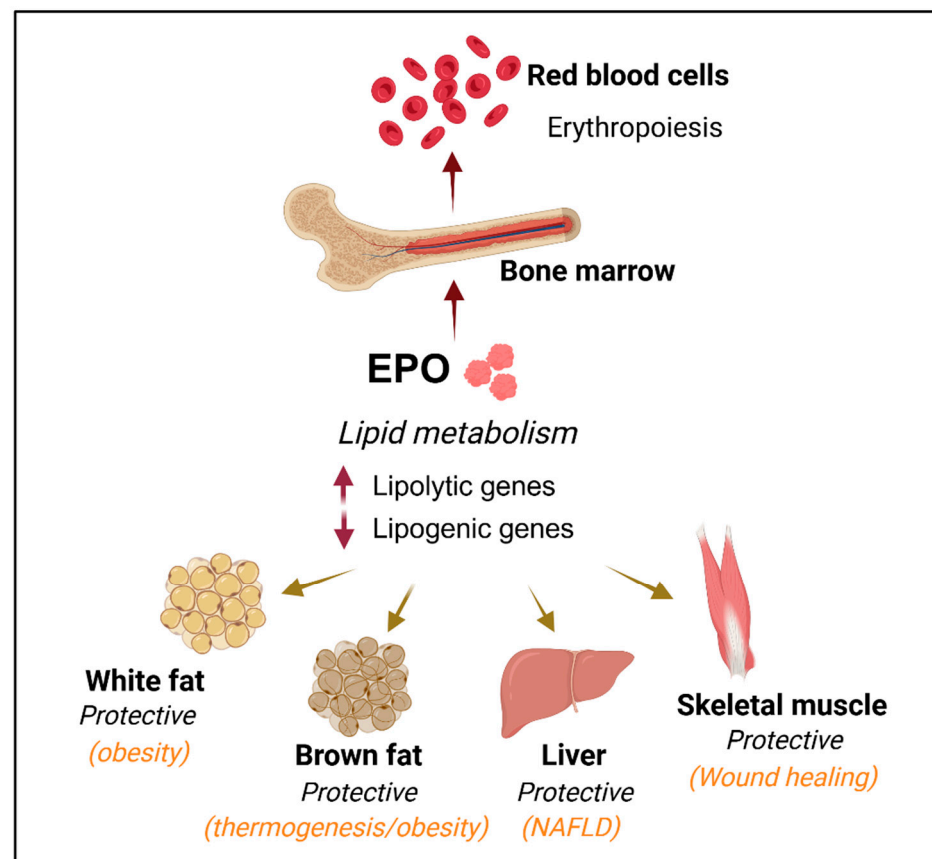 Red blood cells
Erythropoiesis
Bone marrow
EPO
Lipid metabolism
Lipolytic genes
Lipogenic genes
White fat
Protective
(obesity)
Brown fat
Protective
(thermogenesis/obesity)
Liver
Protective
(NAFLD)
Skeletal muscle
Protective
(Wound healing)